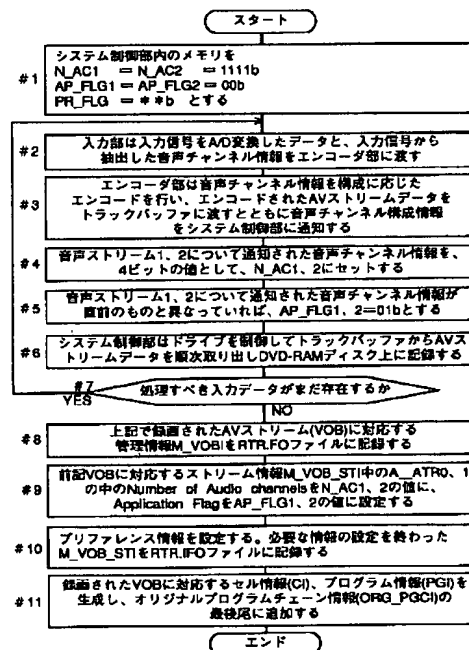 スタート
#1
システム制御部内のメモリを
N_AC1 = N_AC2 = 1111b
AP_FLG1 = AP_FLG2 = 00b
PR_FLG = **b とする
#2
入力部は入力信号をA/D変換したデータと、入力信号から
抽出した音声チャンネル情報をエンコーダ部に渡す
#3
エンコーダ部は音声チャンネル情報を構成に応じた
エンコードを行い、エンコードされたAVストリームデータを
トラックバッファに渡すとともに音声チャンネル構成情報
をシステム制御部に通知する
#4
音声ストリーム1、2について通知された音声チャンネル情報を、
4ビットの値として、N_AC1、2にセットする
#5
音声ストリーム1、2について通知された音声チャンネル情報が
直前のものと異なっていれば、AP_FLG1、2=01bとする
#6
システム制御部はドライブを制御してトラックバッファからAVス
トリームデータを順次取り出しDVD-RAMディスク上に記録する
#7
処理すべき入力データがまだ存在するか
YES
NO
#8
上記で録画されたAVストリーム(VOB)に対応する
管理情報M_VOBIをRTR.IFOファイルに記録する
#9
前記VOBに対応するストリーム情報M_VOB_STI中のA_ATR0、1
の中のNumber of Audio channelsをN_AC1、2の値に、
Application FlagをAP_FLG1、2の値に設定する
#10
プリファレンス情報を設定する。必要な情報の設定を終わった
M_VOB_STIをRTR.IFOファイルに記録する
#11
録画されたVOBに対応するセル情報(CI)、プログラム情報(PGI)を
生成し、オリジナルプログラムチェーン情報(ORG_PGCI)の
最後尾に追加する
エンド